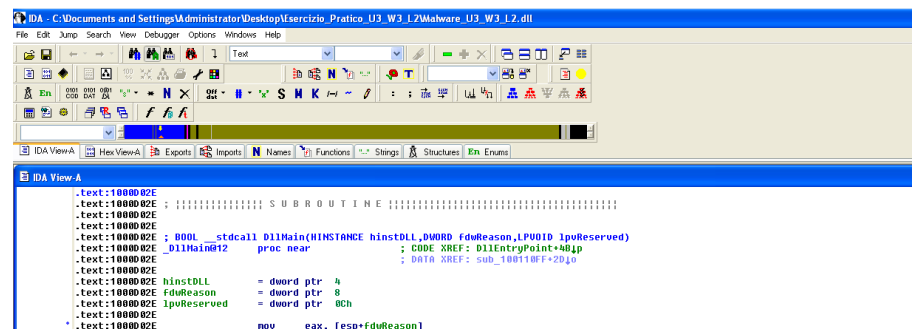 IDA - C:\Documents and Settings\Administrator\Desktop\Esercizio_Pratico_U3_W3_L2\Malware_U3_W3_L2.dll
File Edit Jump Search View Debugger Options Windows Help
Text
En
S M K
IDA View-A Hex View-A Exports Imports N Names Functions Strings Structures En Enums
IDA View-A
.text:1000D02E
.text:1000D02E ; ||||||||||||||| S U B R O U T I N E |||||||||||||||||||||||||||||||||||||||
.text:1000D02E
.text:1000D02E
.text:1000D02E ; BOOL __stdcall DllMain(HINSTANCE hinstDLL,DWORD fdwReason,LPVOID lpvReserved)
.text:1000D02E _DllMain@12 proc near ; CODE XREF: DllEntryPoint+4B↓p
.text:1000D02E ; DATA XREF: sub_100110FF+2D↓o
.text:1000D02E
.text:1000D02E hinstDLL = dword ptr 4
.text:1000D02E fdwReason = dword ptr 8
.text:1000D02E lpvReserved = dword ptr 0Ch
.text:1000D02E
.text:1000D02E mov eax, [esp+fdwReason]